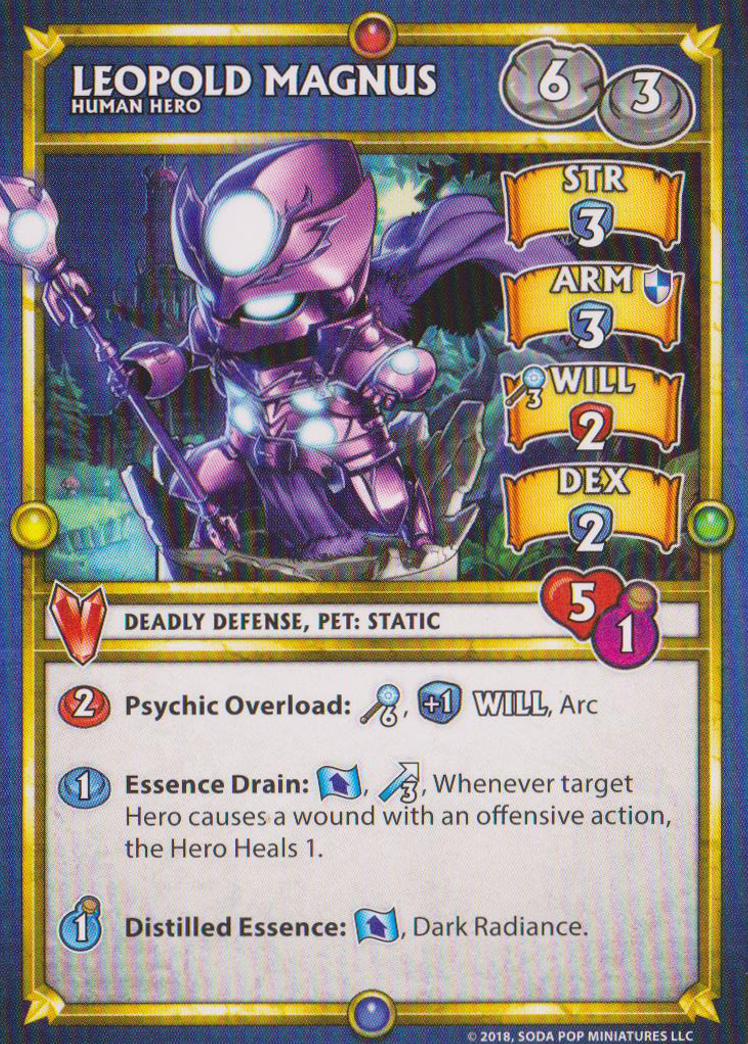 LEOPOLD MAGNUS
HUMAN HERO
6 3
STR
3
ARM
3
WILL
3
2
DEX
2
5
DEADLY DEFENSE, PET: STATIC
1
2 Psychic Overload: 6, +1 WILL, Arc
1 Essence Drain: , 3, Whenever target
Hero causes a wound with an offensive action,
the Hero Heals 1.
1 Distilled Essence: , Dark Radiance.
© 2018, SODA POP MINIATURES LLC